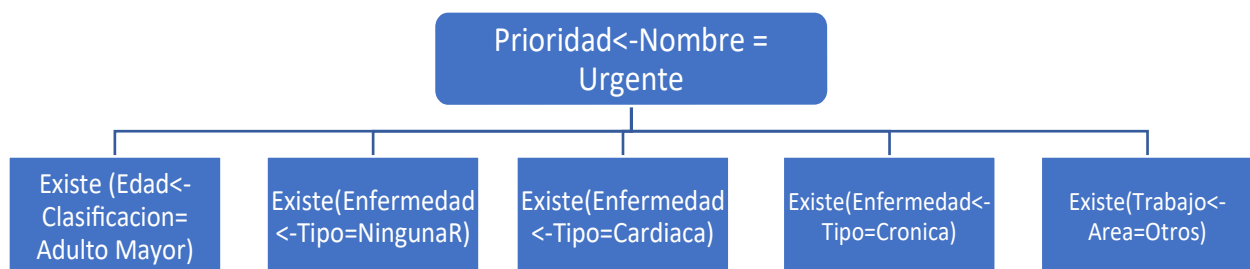 Prioridad<-Nombre =
Urgente
Existe (Edad<-
Clasificacion=
Adulto Mayor)
Existe(Enfermedad
<-Tipo=NingunaR)
Existe(Enfermedad
<-Tipo=Cardiaca)
Existe(Enfermedad<-
Tipo=Cronica)
Existe(Trabajo<-
Area=Otros)